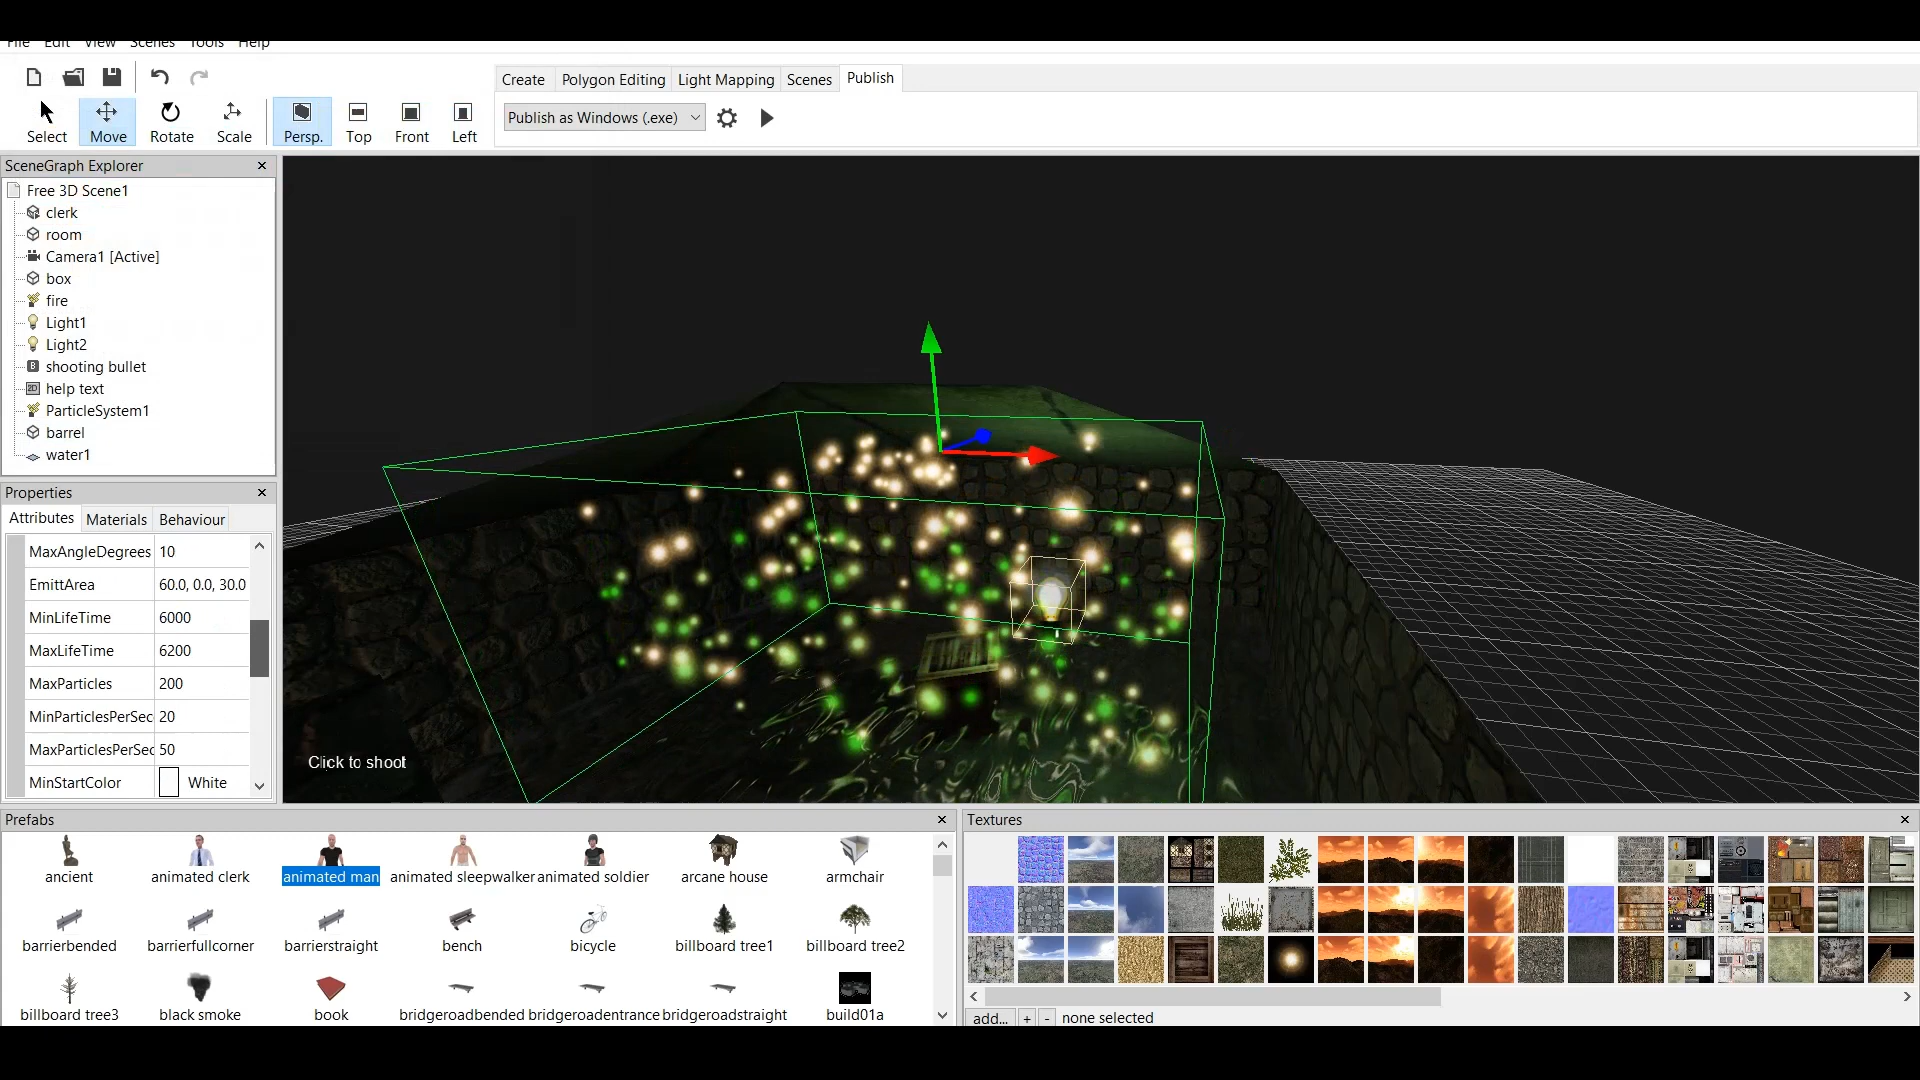 File Edit View Scenes Tools Help
Create Polygon Editing Light Mapping Scenes Publish
Publish as Windows (.exe)
Select Move Rotate Scale Persp. Top Front Left
SceneGraph Explorer
Free 3D Scene1
clerk
room
Camera1 [Active]
box
fire
Light1
Light2
shooting bullet
help text
ParticleSystem1
barrel
water1
Properties
Attributes Materials Behaviour
MaxAngleDegrees 10
EmittArea 60.0, 0.0, 30.0
MinLifeTime 6000
MaxLifeTime 6200
MaxParticles 200
MinParticlesPerSec 20
MaxParticlesPerSec 50
MinStartColor White
Click to shoot
Prefabs
ancient animated clerk animated man animated sleepwalker animated soldier arcane house armchair
barrierbended barrierfullcorner barrierstraight bench bicycle billboard tree1 billboard tree2
billboard tree3 black smoke book bridgeroadbended bridgeroadentrance bridgeroadstraight build01a
Textures
add... + - none selected